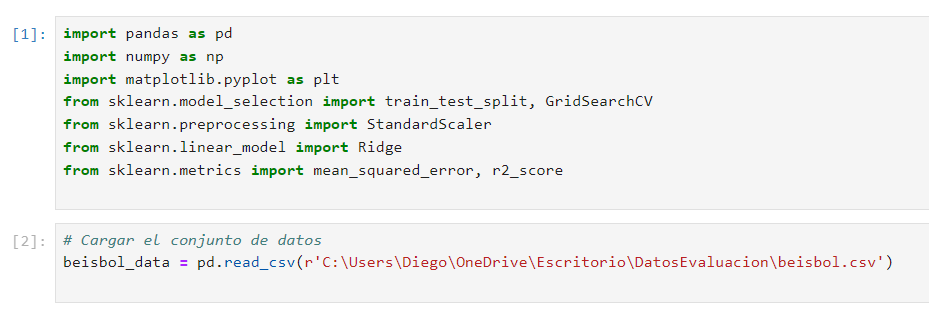 [1]: import pandas as pd
import numpy as np
import matplotlib.pyplot as plt
from sklearn.model_selection import train_test_split, GridSearchCV
from sklearn.preprocessing import StandardScaler
from sklearn.linear_model import Ridge
from sklearn.metrics import mean_squared_error, r2_score
[2]: # Cargar el conjunto de datos
beisbol_data = pd.read_csv(r'C:\Users\Diego\OneDrive\Escritorio\DatosEvaluacion\beisbol.csv')